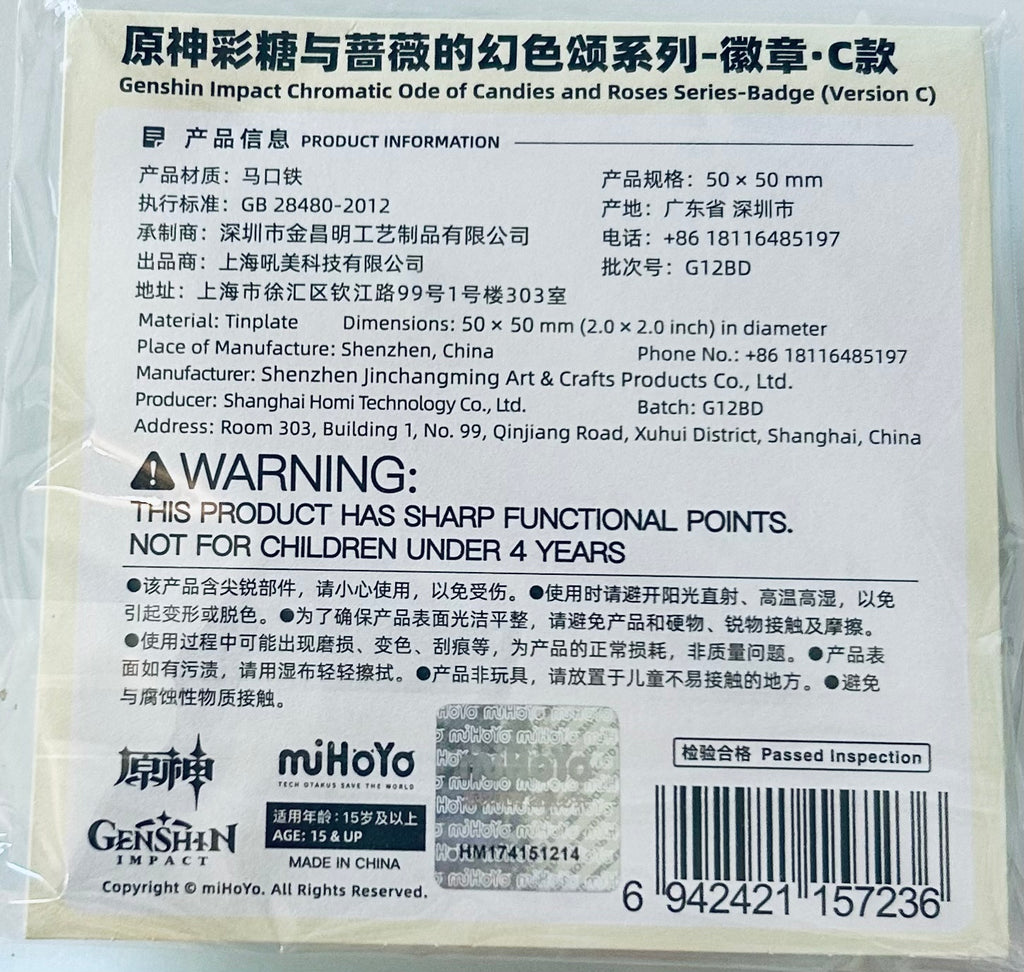 原神彩糖与蔷薇的幻色颂系列-徽章·C款
Genshin Impact Chromatic Ode of Candies and Roses Series-Badge (Version C)
产品信息 PRODUCT INFORMATION
产品材质：马口铁 产品规格：50 × 50 mm
执行标准：GB 28480-2012 产地：广东省 深圳市
承制商：深圳市金昌明工艺制品有限公司 电话：+86 18116485197
出品商：上海吼美科技有限公司 批次号：G12BD
地址：上海市徐汇区钦江路99号1号楼303室
Material: Tinplate Dimensions: 50 × 50 mm (2.0 × 2.0 inch) in diameter
Place of Manufacture: Shenzhen, China Phone No.: +86 18116485197
Manufacturer: Shenzhen Jinchangming Art & Crafts Products Co., Ltd.
Producer: Shanghai Homi Technology Co., Ltd. Batch: G12BD
Address: Room 303, Building 1, No. 99, Qinjiang Road, Xuhui District, Shanghai, China
WARNING:
THIS PRODUCT HAS SHARP FUNCTIONAL POINTS.
NOT FOR CHILDREN UNDER 4 YEARS
●该产品含尖锐部件，请小心使用，以免受伤。●使用时请避开阳光直射、高温高湿，以免
引起变形或脱色。●为了确保产品表面光洁平整，请避免产品和硬物、锐物接触及摩擦。
●使用过程中可能出现磨损、变色、刮痕等，为产品的正常损耗，非质量问题。●产品表
面如有污渍，请用湿布轻轻擦拭。●产品非玩具，请放置于儿童不易接触的地方。●避免
与腐蚀性物质接触。
原神
GENSHIN
IMPACT
miHoYo
TECH OTAKUS SAVE THE WORLD
适用年龄：15岁及以上
AGE: 15 & UP
MADE IN CHINA
Copyright © miHoYo. All Rights Reserved.
miHoYo
HM174151214
检验合格 Passed Inspection
6 942421 157236